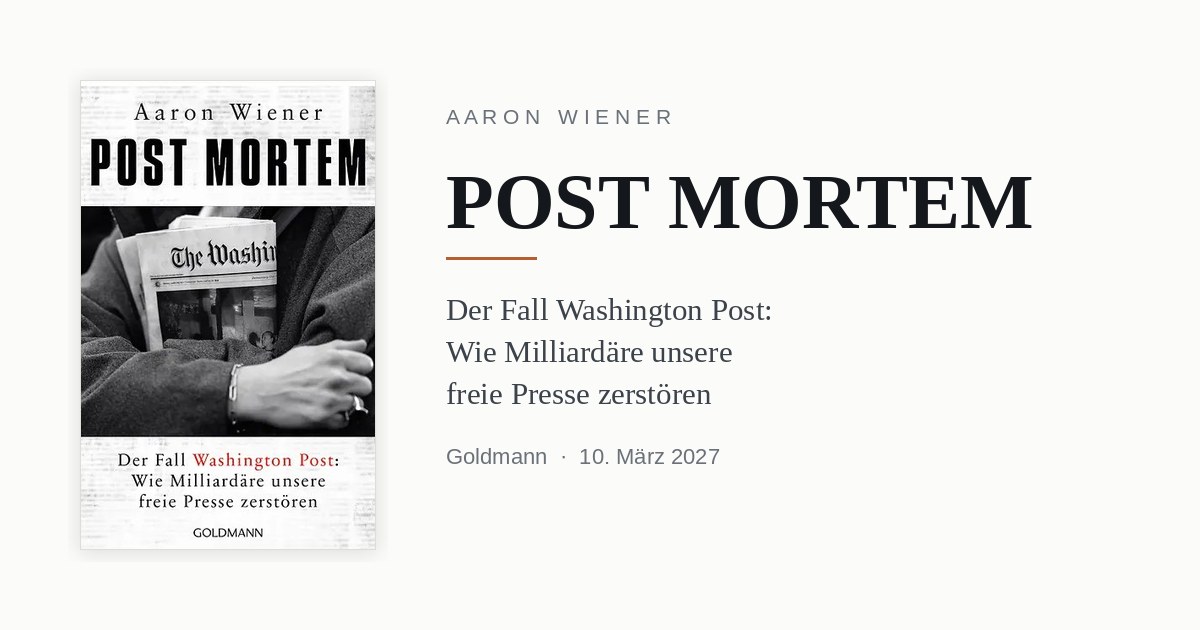 Aaron Wiener
POST MORTEM
The Washin
Der Fall Washington Post:
Wie Milliardäre unsere
freie Presse zerstören
GOLDMANN
AARON WIENER
POST MORTEM
Der Fall Washington Post:
Wie Milliardäre unsere
freie Presse zerstören
Goldmann · 10. März 2027